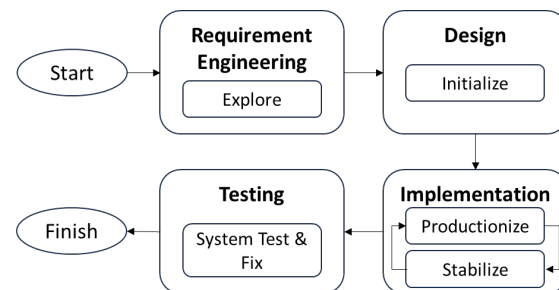 Start
Requirement
Engineering
Explore
Design
Initialize
Implementation
Productionize
Stabilize
Testing
System Test &
Fix
Finish